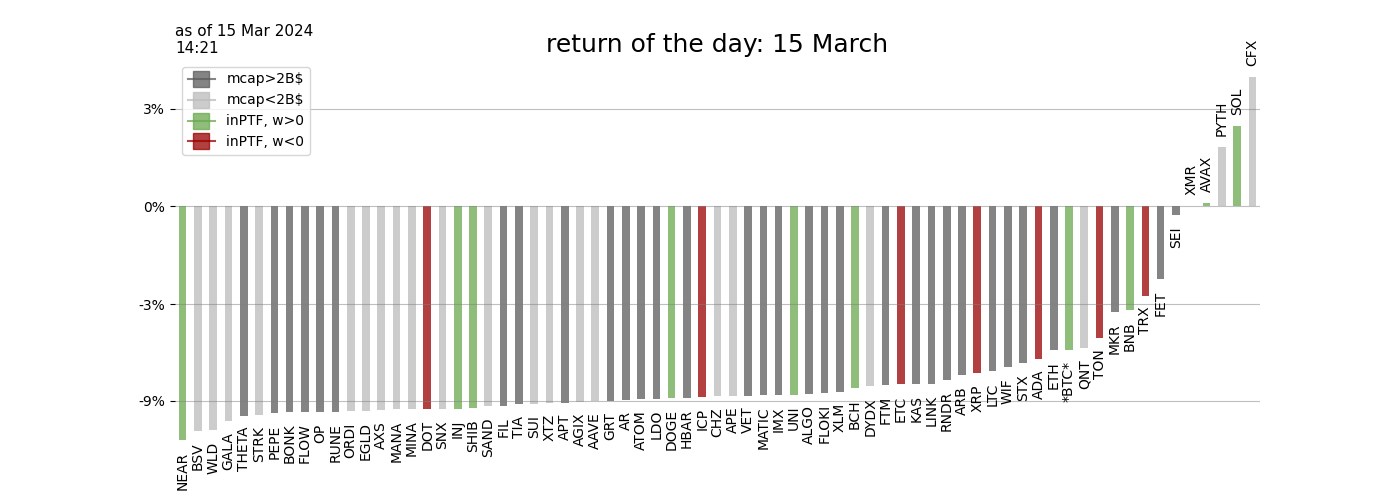 as of 15 Mar 2024
14:21
return of the day: 15 March
mcap>2B$
mcap<2B$
inPTF, w>0
inPTF, w<0
3%
0%
-3%
-9%
NEAR
BSV
WLD
GALA
THETA
STRK
PEPE
BONK
FLOW
OP
RUNE
ORDI
EGLD
AXS
MANA
MINA
DOT
SNX
INJ
SHIB
SAND
FIL
TIA
SUI
XTZ
APT
AGIX
AAVE
GRT
AR
ATOM
LDO
DOGE
HBAR
ICP
CHZ
APE
VET
MATIC
IMX
UNI
ALGO
FLOKI
XLM
BCH
DYDX
FTM
ETC
KAS
LINK
RNDR
ARB
XRP
LTC
WIF
STX
ADA
ETH
*BTC*
QNT
TON
MKR
BNB
TRX
FET
SEI
XMR
AVAX
PYTH
SOL
CFX